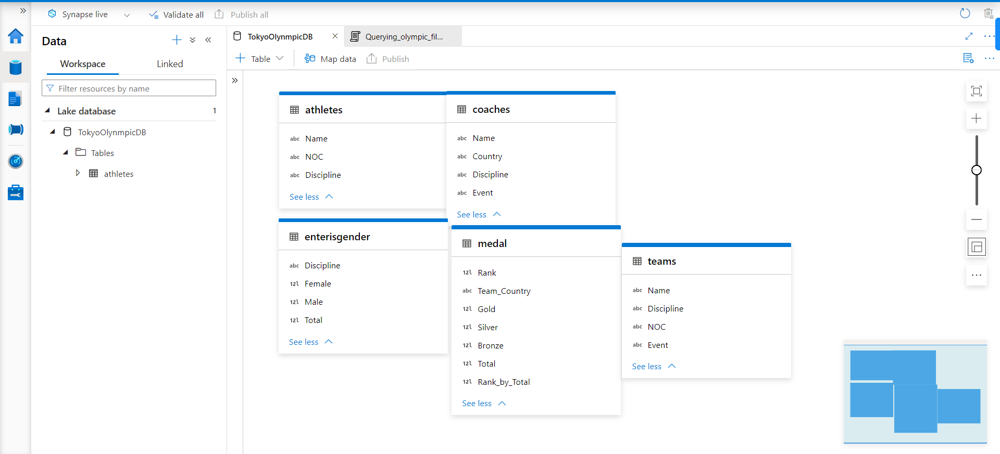 Synapse live
Validate all
Publish all
Data
Workspace
Linked
Filter resources by name
Lake database
1
TokyoOlynmpicDB
Tables
athletes
TokyoOlynmpicDB
Querying_olympic_fil...
Table
Map data
Publish
athletes
abc Name
abc NOC
abc Discipline
See less
coaches
abc Name
abc Country
abc Discipline
abc Event
See less
enterisgender
abc Discipline
12l Female
12l Male
12l Total
See less
medal
12l Rank
abc Team_Country
12l Gold
12l Silver
12l Bronze
12l Total
12l Rank_by_Total
See less
teams
abc Name
abc Discipline
abc NOC
abc Event
See less